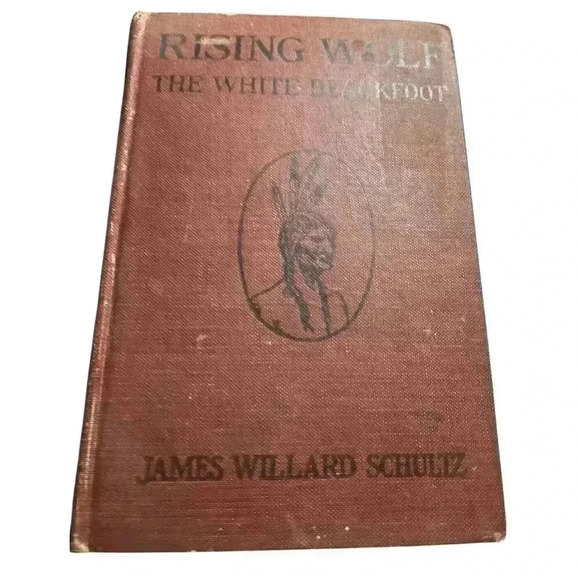 RISING WOLF
THE WHITE BLACKFOOT
JAMES WILLARD SCHULTZ